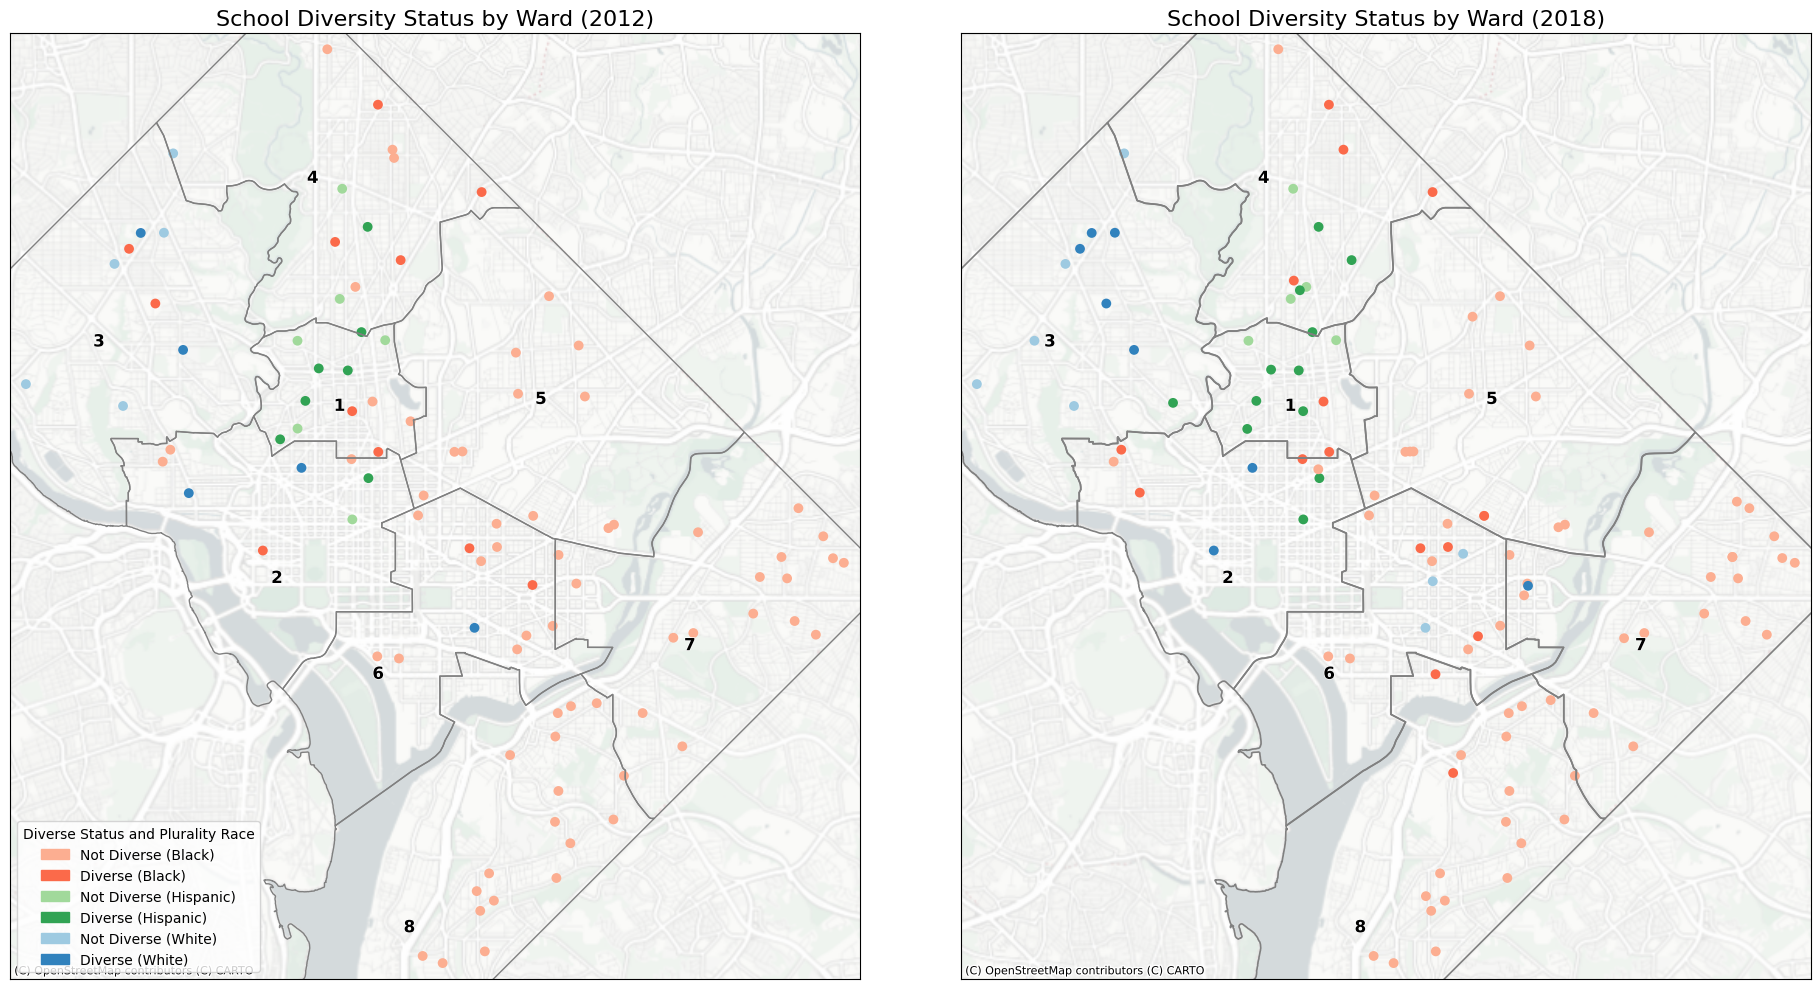 School Diversity Status by Ward (2012)
4
3
5
1
2
7
6
8
Diverse Status and Plurality Race
Not Diverse (Black)
Diverse (Black)
Not Diverse (Hispanic)
Diverse (Hispanic)
Not Diverse (White)
Diverse (White)
(C) OpenStreetMap contributors (C) CARTO
School Diversity Status by Ward (2018)
4
3
5
1
2
7
6
8
(C) OpenStreetMap contributors (C) CARTO